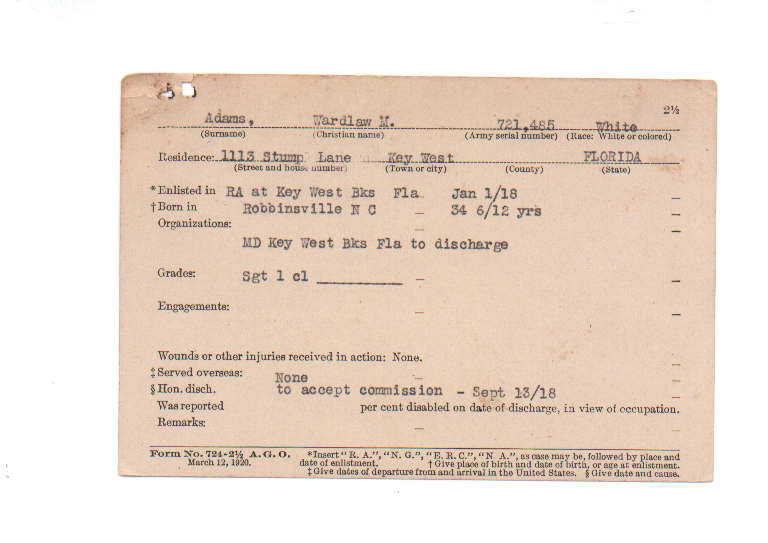 2½
Adams, Wardlaw M. 721,485 White
(Surname) (Christian name) (Army serial number) (Race: White or colored)
Residence: 1113 Stump Lane Key West FLORIDA
(Street and house number) (Town or city) (County) (State)
*Enlisted in RA at Key West Bks Fla Jan 1/18
†Born in Robbinsville N C 34 6/12 yrs
Organizations:
MD Key West Bks Fla to discharge
Grades: Sgt 1 cl
Engagements:
Wounds or other injuries received in action: None.
‡Served overseas: None
§Hon. disch. to accept commission - Sept 13/18
Was reported per cent disabled on date of discharge, in view of occupation.
Remarks:
Form No. 724-2½ A.G.O. *Insert "R. A.", "N. G.", "E. R. C.", "N A.", as case may be, followed by place and
March 12, 1920. date of enlistment. †Give place of birth and date of birth, or age at enlistment.
‡Give dates of departure from and arrival in the United States. §Give date and cause.